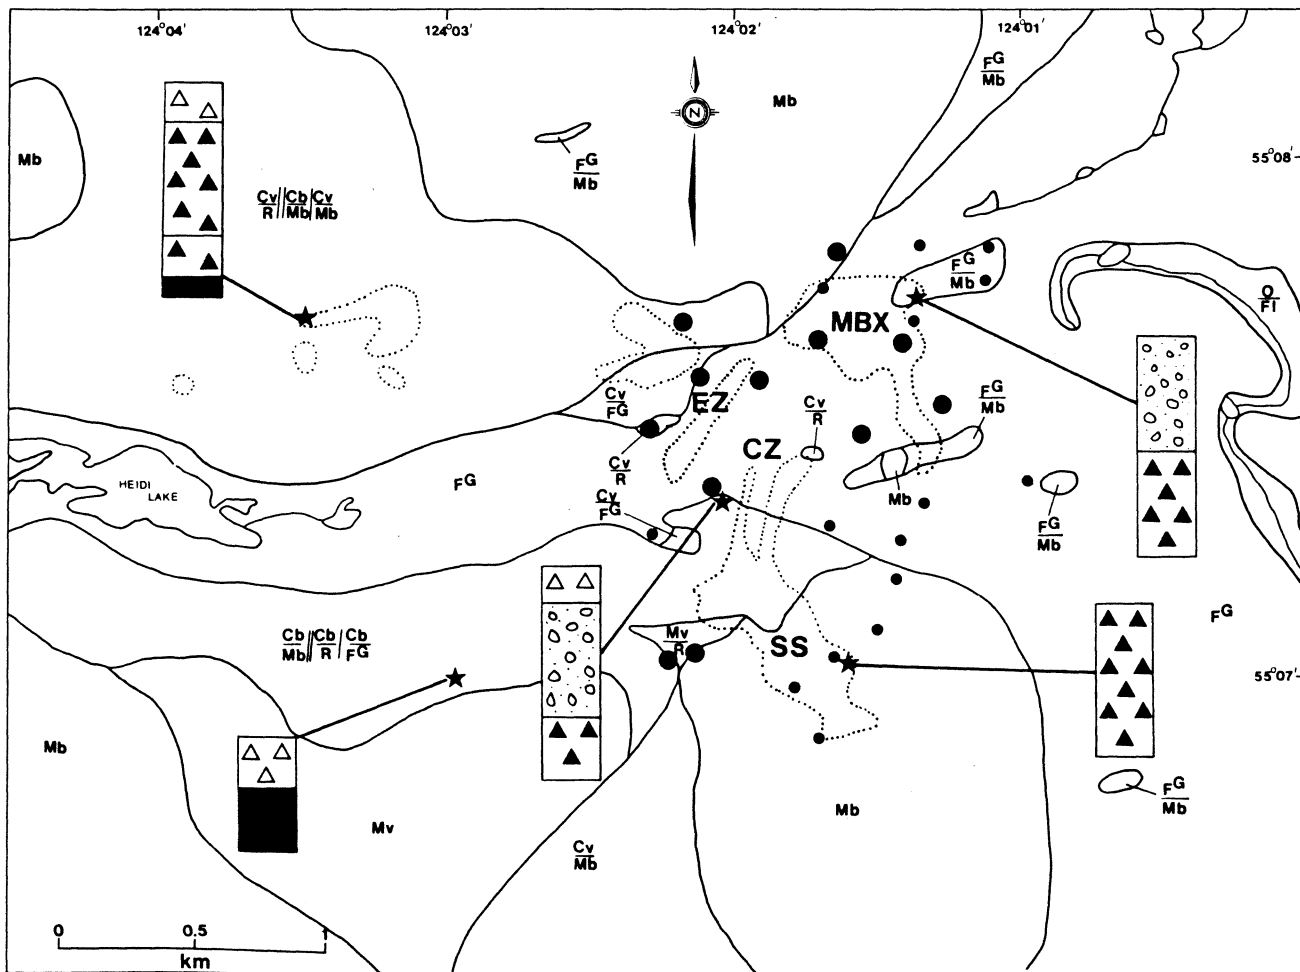 124°04' 124°03' 124°02' 124°01'
F^G
Mb
Mb
N
Mb
F^G
Mb
55°08'
Cv // Cb / Cv
R Mb Mb
F^G
Mb
O
Fl
MBX
Cv
F^G
EZ
F^G
Mb
Cv
R
CZ
Cv
R
HEIDI
LAKE
F^G
Cv
F^G
Mb
F^G
Mb
F^G
Cb // Cb / Cb
Mb R F^G
Mv
R
SS
55°07'
Mb
F^G
Mb
Mb
Mv
Cv
Mb
0 0.5 1
km